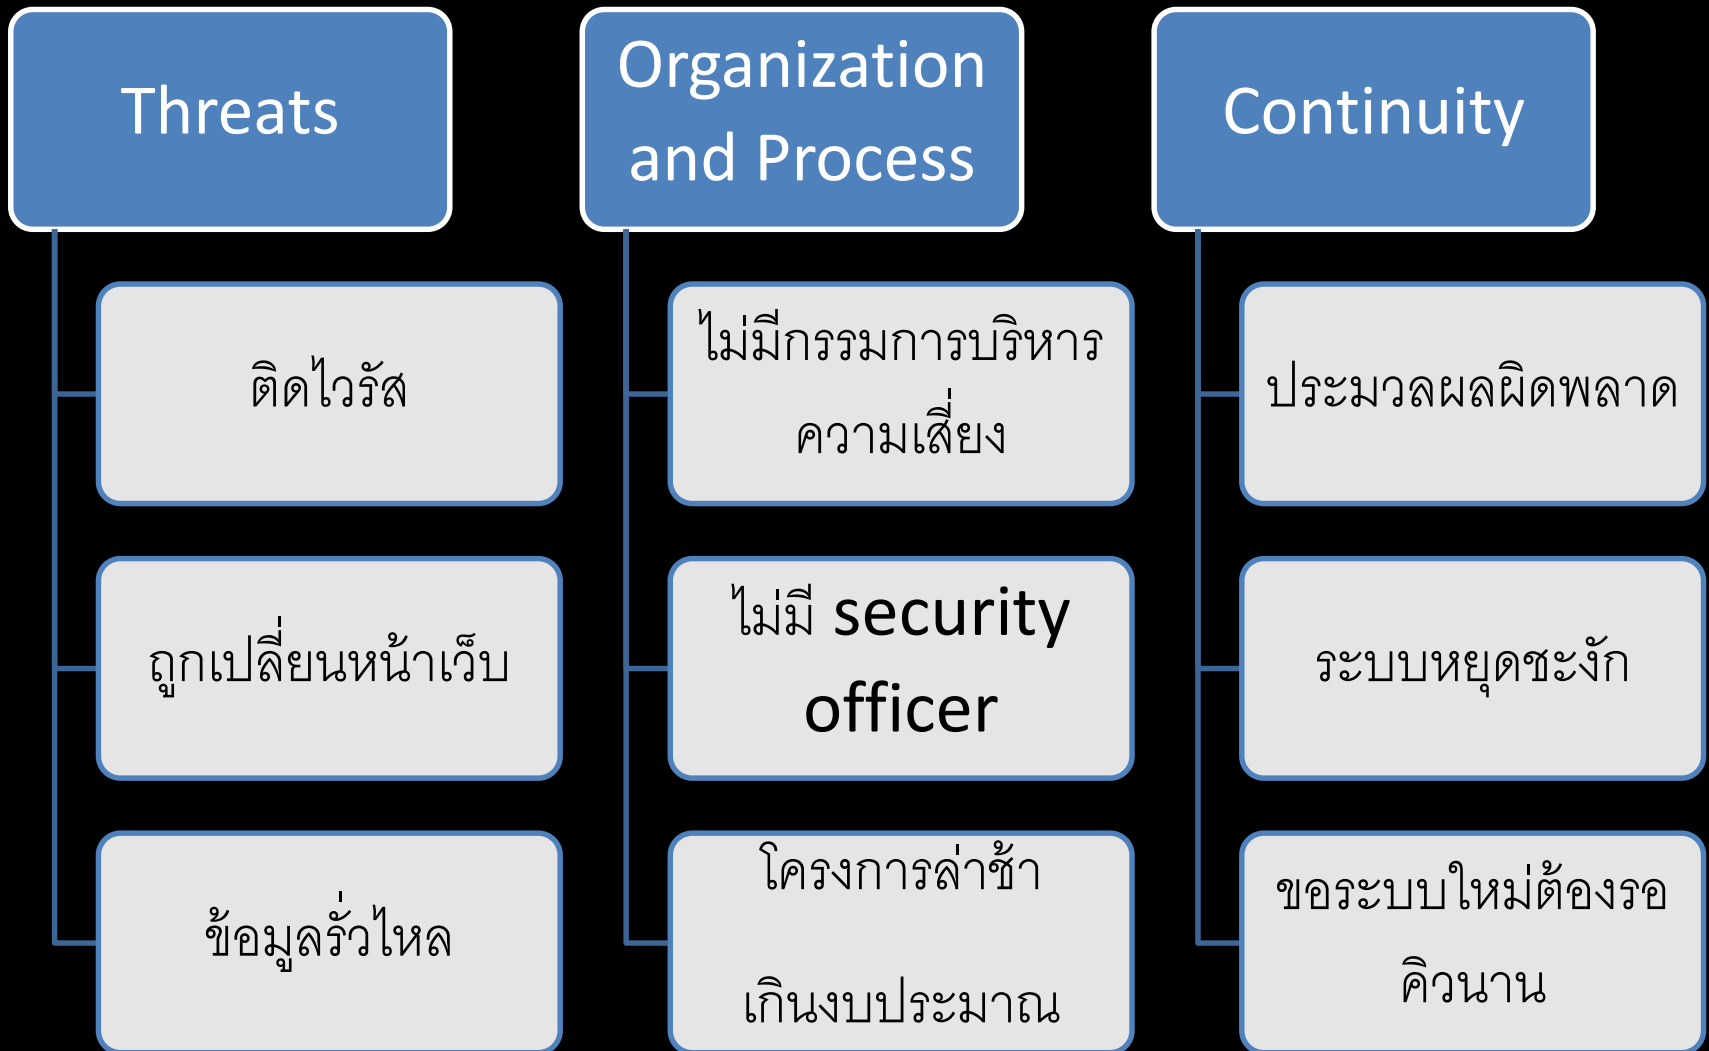 Threats
ติดไวรัส
ถูกเปลี่ยนหน้าเว็บ
ข้อมูลรั่วไหล
Organization
and Process
ไม่มีกรรมการบริหาร
ความเสี่ยง
ไม่มี security
officer
โครงการล่าช้า
เกินงบประมาณ
Continuity
ประมวลผลผิดพลาด
ระบบหยุดชะงัก
ขอระบบใหม่ต้องรอ
คิวนาน